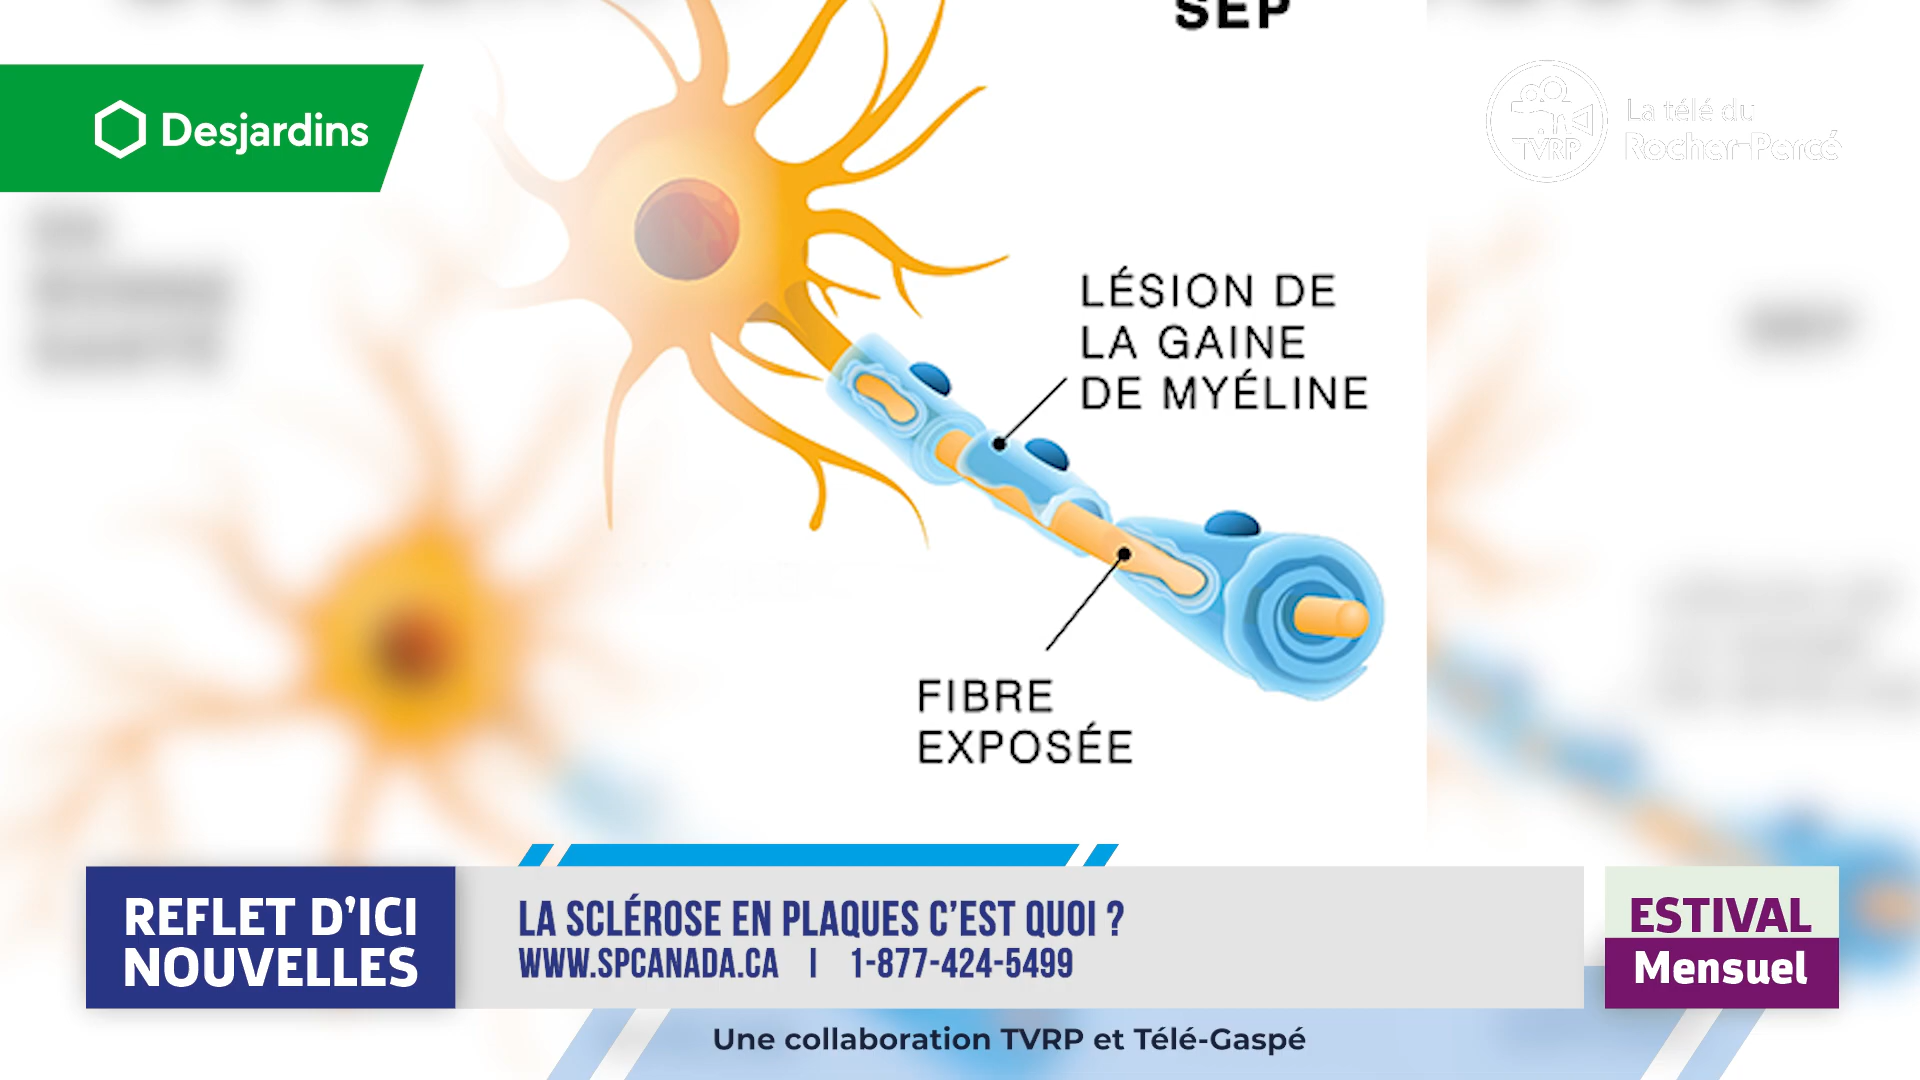 SEP
Desjardins
La télé du
Rocher-Percé
TVRP
LÉSION DE
LA GAINE
DE MYÉLINE
FIBRE
EXPOSÉE
REFLET D'ICI
NOUVELLES
LA SCLÉROSE EN PLAQUES C'EST QUOI ?
WWW.SPCANADA.CA | 1-877-424-5499
ESTIVAL
Mensuel
Une collaboration TVRP et Télé-Gaspé